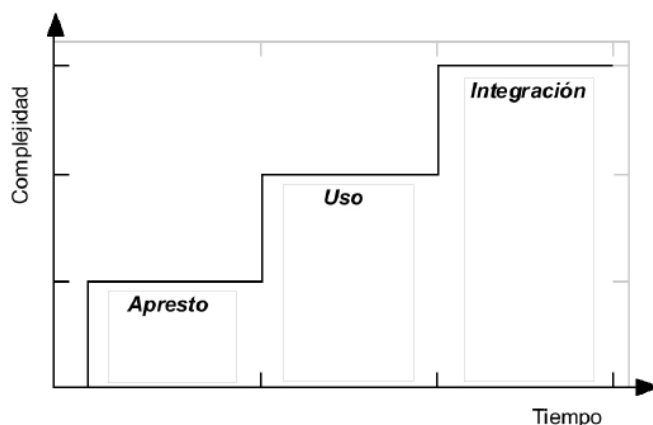 Complejidad
Integración
Uso
Apresto
Tiempo